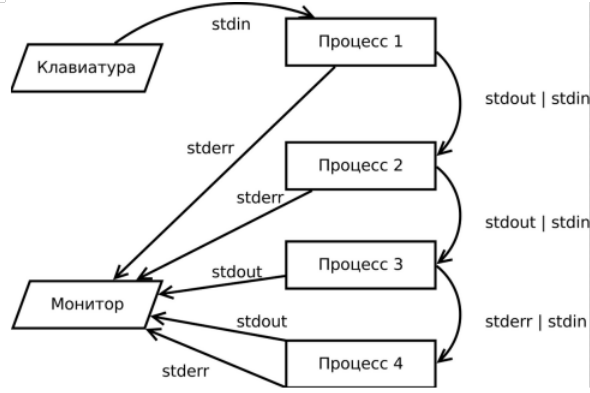 stdin
Процесс 1
Клавиатура
stdout | stdin
stderr
Процесс 2
stderr
stdout | stdin
stdout
Процесс 3
Монитор
stdout
stderr | stdin
Процесс 4
stderr